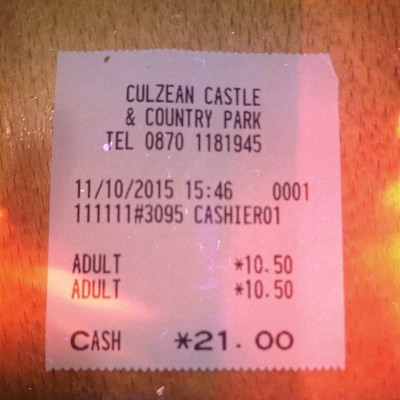 CULZEAN CASTLE
& COUNTRY PARK
TEL 0870 1181945
11/10/2015 15:46 0001
111111#3095 CASHIER01
ADULT *10.50
ADULT *10.50
CASH *21.00